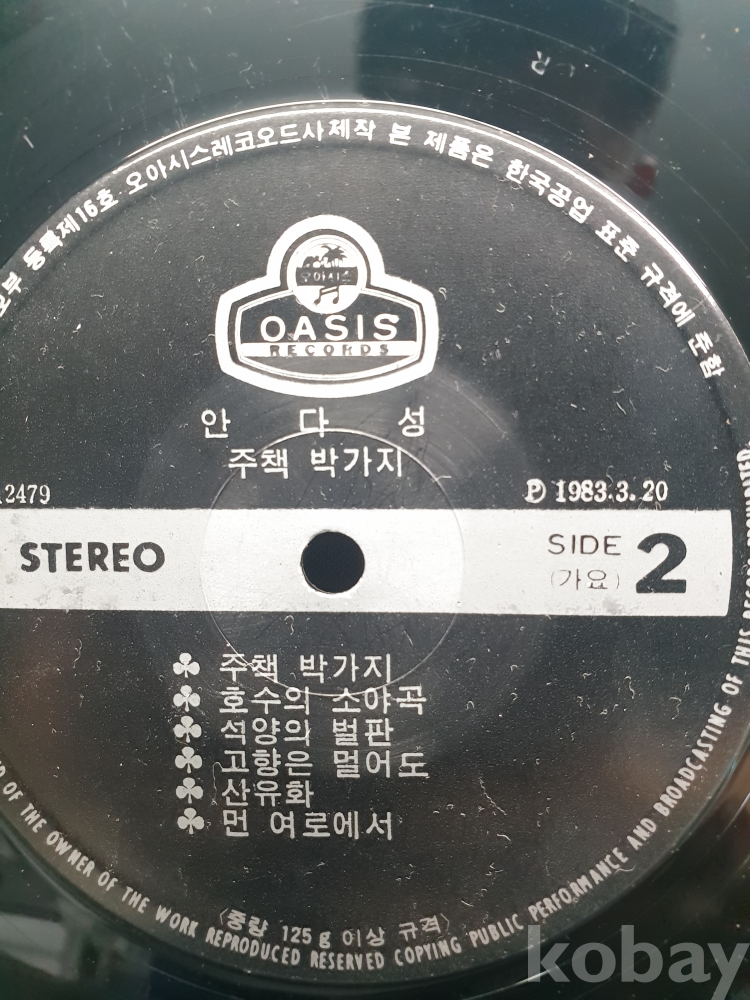 오부 등록제16호 오아시스레코오드사제작 본 제품은 한국공업 표준 규격에 준함
오아시스
OASIS
RECORDS
안 다 성
주책 박가지
2479
Ⓟ 1983.3.20
STEREO
SIDE 2
(가요)
♣ 주책 박가지
♣ 호수의 소야곡
♣ 석양의 벌판
♣ 고향은 멀어도
♣ 산유화
♣ 먼 여로에서
〈중량 125g 이상 규격〉
OF THE OWNER OF THE WORK REPRODUCED RESERVED COPYING PUBLIC PERFORMANCE AND BROADCASTING OF THIS
kobay